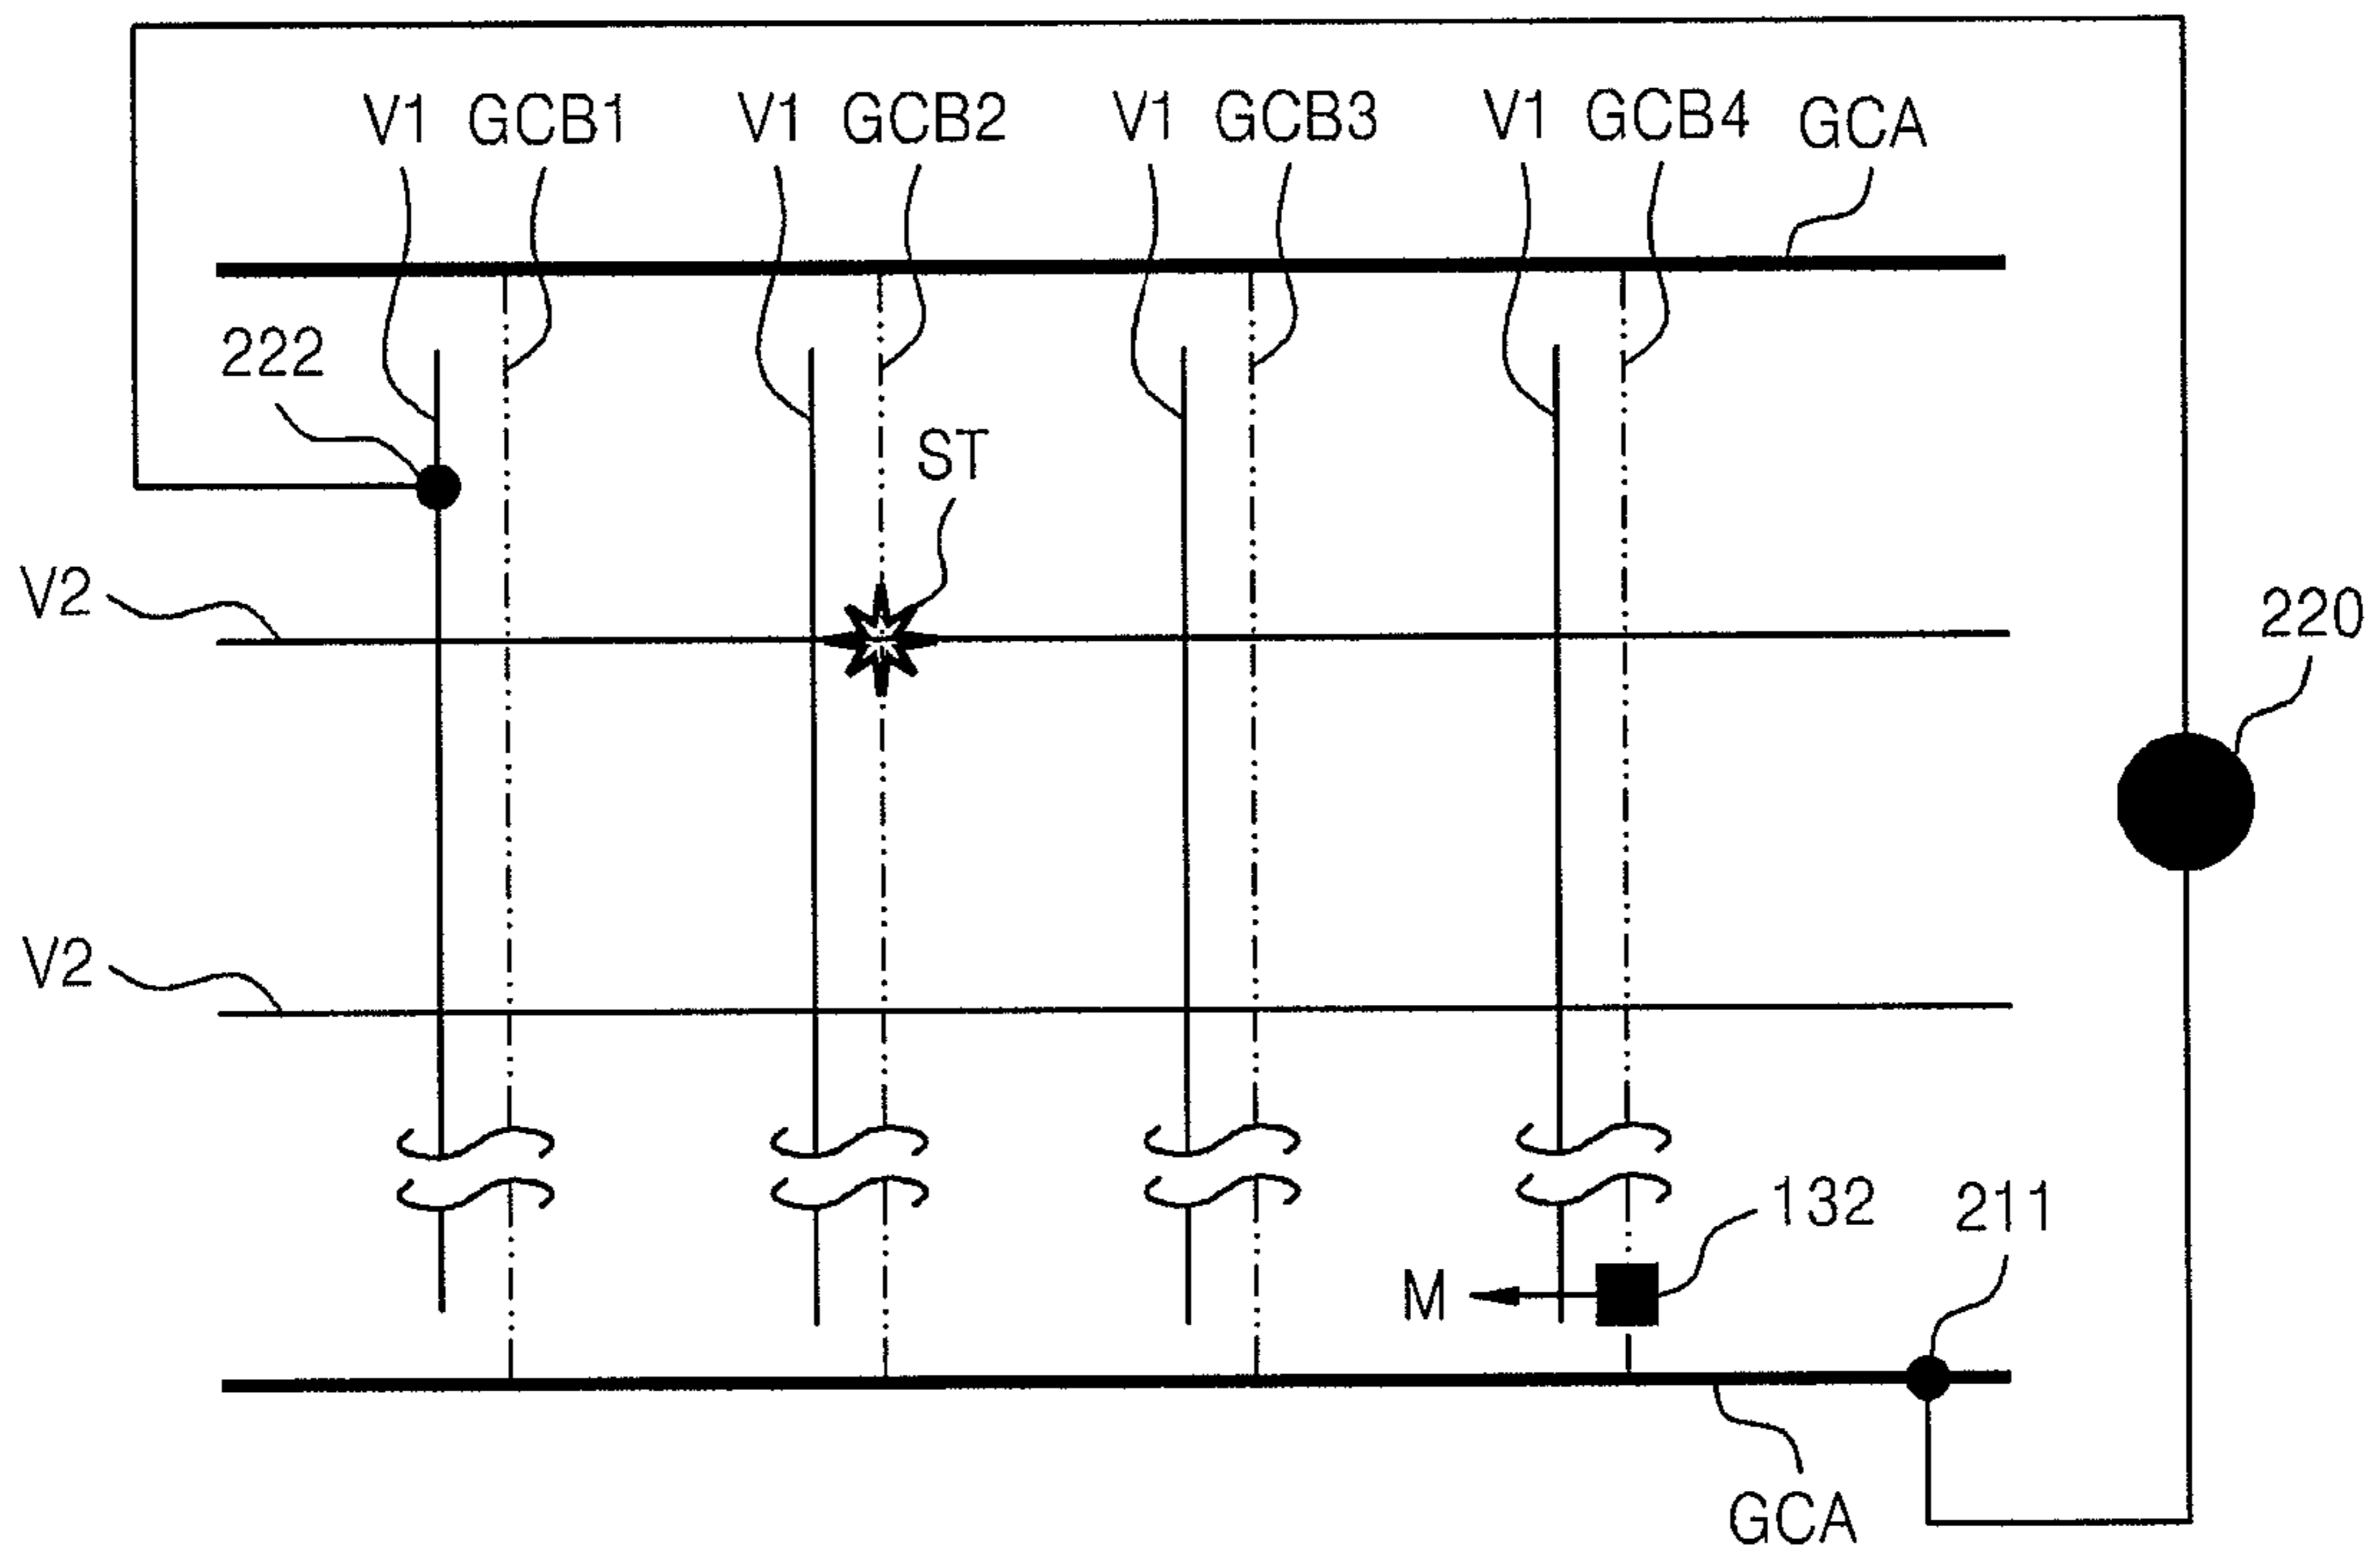 V1 GCB1 V1 GCB2 V1 GCB3 V1 GCB4 GCA
222
ST
V2
220
V2
132
211
M
GCA